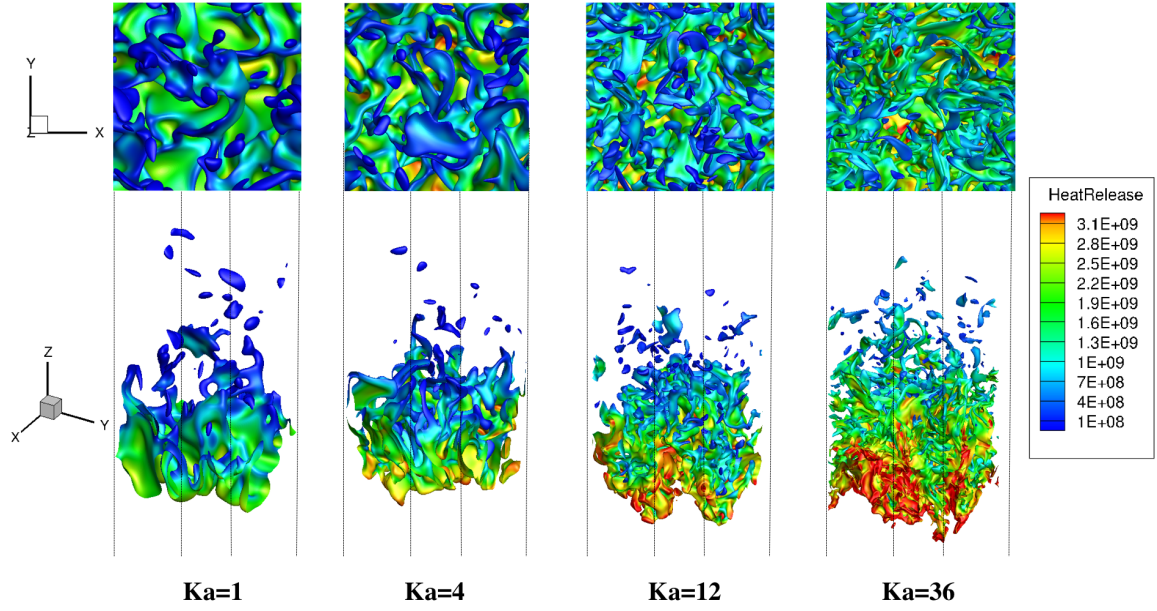 Y
Z
X
HeatRelease
3.1E+09
2.8E+09
2.5E+09
2.2E+09
1.9E+09
1.6E+09
1.3E+09
1E+09
7E+08
4E+08
1E+08
Z
X
Y
Ka=1
Ka=4
Ka=12
Ka=36